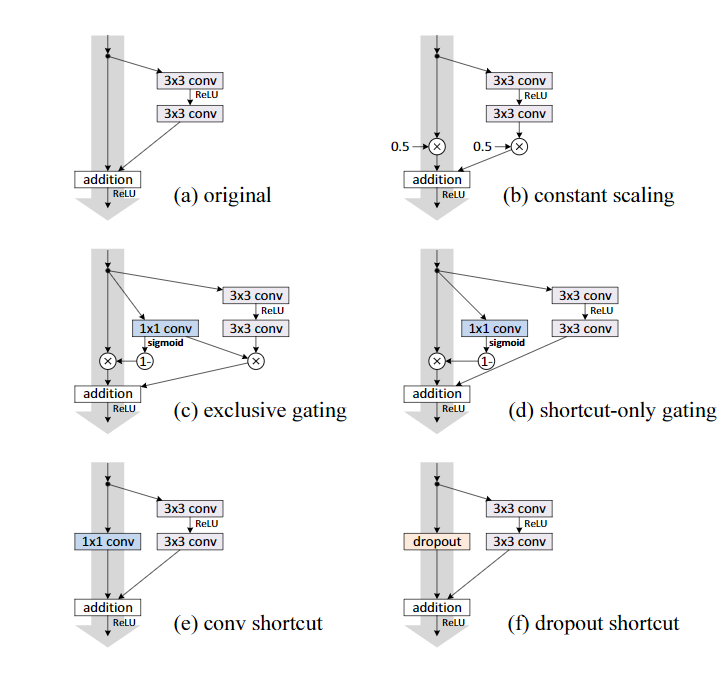 3x3 conv
ReLU
3x3 conv
addition
ReLU
(a) original
3x3 conv
ReLU
3x3 conv
0.5
×
0.5
×
addition
ReLU
(b) constant scaling
3x3 conv
ReLU
1x1 conv
3x3 conv
sigmoid
×
1-
×
addition
ReLU
(c) exclusive gating
3x3 conv
ReLU
1x1 conv
3x3 conv
sigmoid
×
1-
addition
ReLU
(d) shortcut-only gating
3x3 conv
ReLU
1x1 conv
3x3 conv
addition
ReLU
(e) conv shortcut
3x3 conv
ReLU
dropout
3x3 conv
addition
ReLU
(f) dropout shortcut